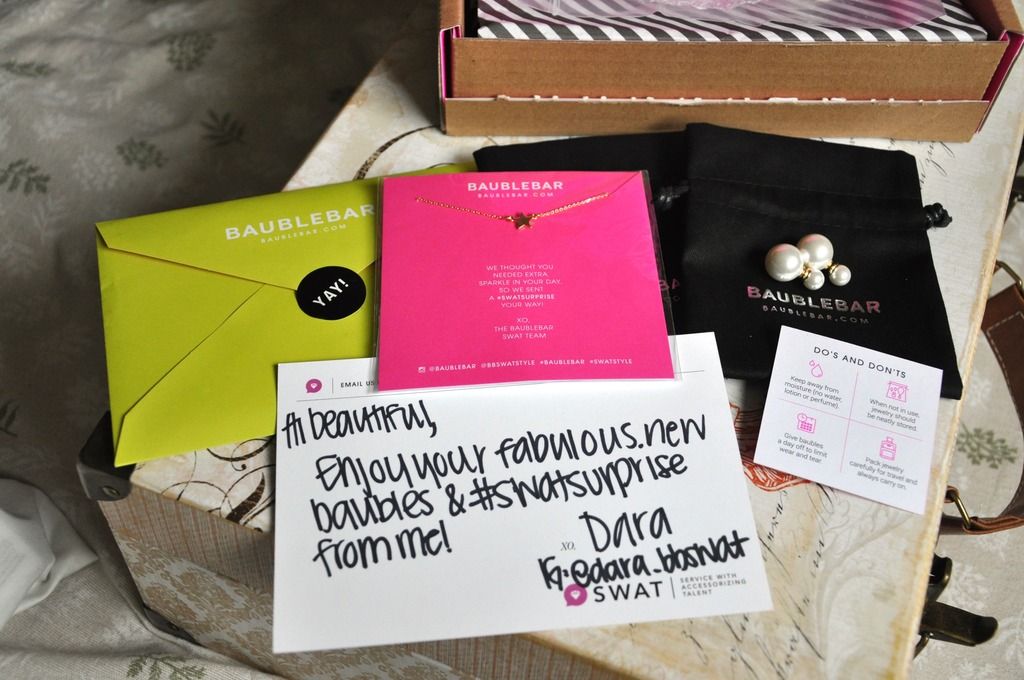 BAUBLEBAR
BAUBLEBAR.COM
YAY!
BAUBLEBAR
BAUBLEBAR.COM
WE THOUGHT YOU
NEEDED EXTRA
SPARKLE IN YOUR DAY,
SO WE SENT
A #SWATSURPRISE
YOUR WAY!
XO,
THE BAUBLEBAR
SWAT TEAM
@BAUBLEBAR @BBSWATSTYLE #BAUBLEBAR #SWATSTYLE
BAUBLEBAR
BAUBLEBAR.COM
DO'S AND DON'TS
Keep away from
moisture (no water,
lotion or perfume).
When not in use,
jewelry should
be neatly stored.
Give baubles
a day off to limit
wear and tear
Pack jewelry
carefully for travel and
always carry on.
EMAIL US
Hi beautiful,
Enjoy your fabulous new
baubles & #swatsurprise
from me!
XO,
Dara
IG: @dara_bbswat
SWAT
SERVICE WITH
ACCESSORIZING
TALENT